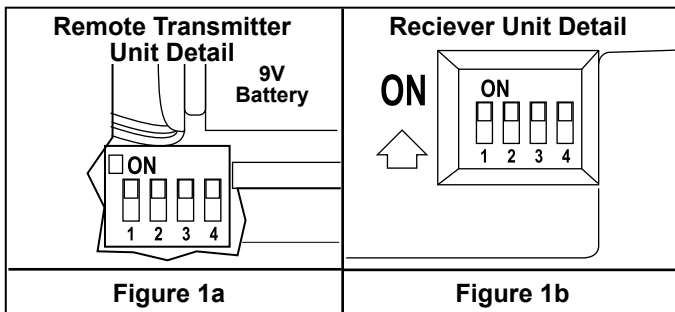 Remote Transmitter
Unit Detail
9V
Battery
ON
1 2 3 4
Figure 1a
Reciever Unit Detail
ON
ON
1 2 3 4
Figure 1b